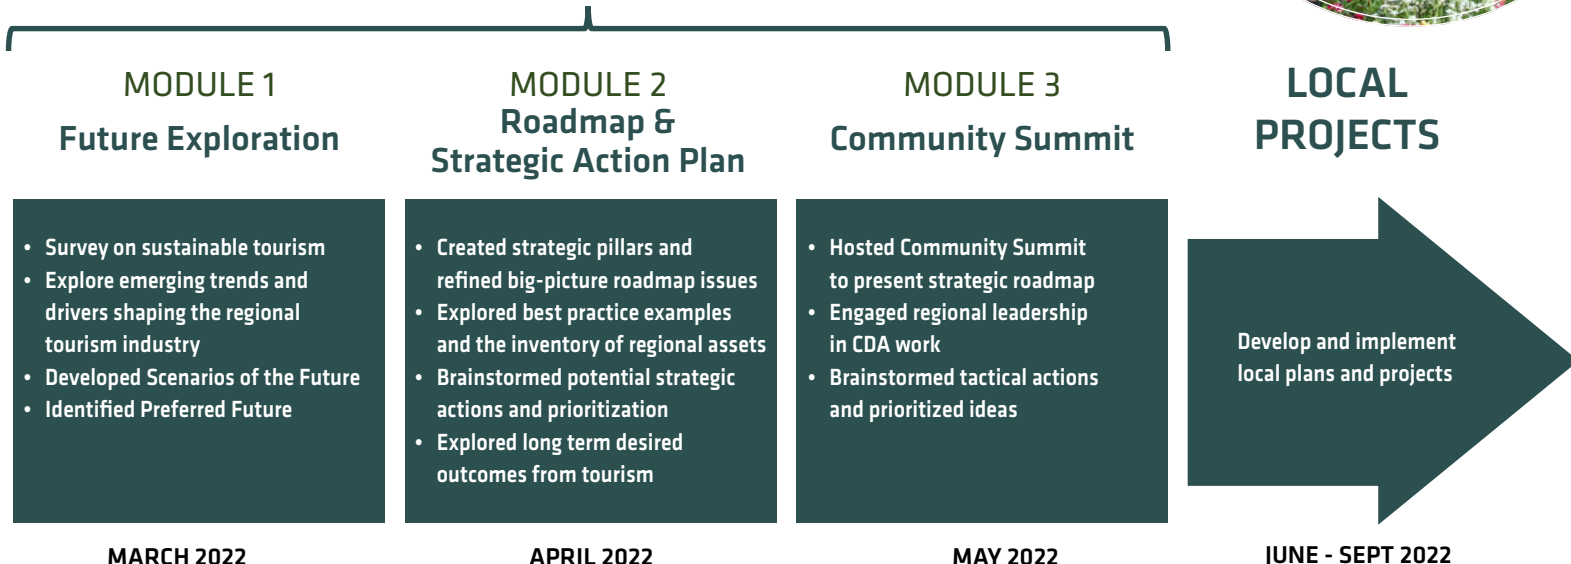 MODULE 1
Future Exploration
• Survey on sustainable tourism
• Explore emerging trends and
drivers shaping the regional
tourism industry
• Developed Scenarios of the Future
• Identified Preferred Future
MARCH 2022
MODULE 2
Roadmap &
Strategic Action Plan
• Created strategic pillars and
refined big-picture roadmap issues
• Explored best practice examples
and the inventory of regional assets
• Brainstormed potential strategic
actions and prioritization
• Explored long term desired
outcomes from tourism
APRIL 2022
MODULE 3
Community Summit
• Hosted Community Summit
to present strategic roadmap
• Engaged regional leadership
in CDA work
• Brainstormed tactical actions
and prioritized ideas
MAY 2022
LOCAL
PROJECTS
Develop and implement
local plans and projects
JUNE - SEPT 2022